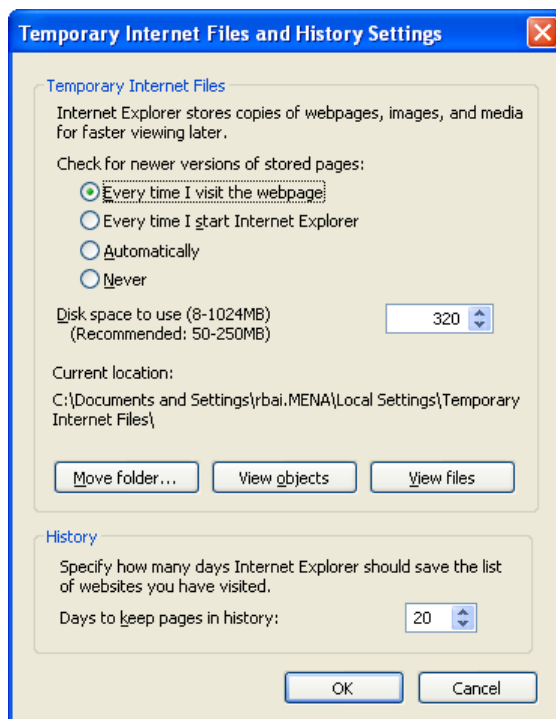 Temporary Internet Files and History Settings
Temporary Internet Files
Internet Explorer stores copies of webpages, images, and media
for faster viewing later.
Check for newer versions of stored pages:
Every time I visit the webpage
Every time I start Internet Explorer
Automatically
Never
Disk space to use (8-1024MB) 320
(Recommended: 50-250MB)
Current location:
C:\Documents and Settings\rbai.MENA\Local Settings\Temporary
Internet Files\
Move folder... View objects View files
History
Specify how many days Internet Explorer should save the list
of websites you have visited.
Days to keep pages in history: 20
OK Cancel